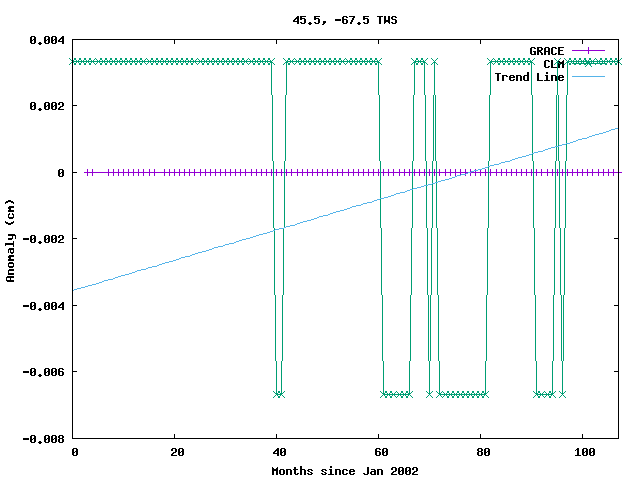 45.5, -67.5 TWS
0.004
GRACE
CLM
Trend Line
0.002
0
-0.002
-0.004
-0.006
-0.008
Anomaly (cm)
0 20 40 60 80 100
Months since Jan 2002